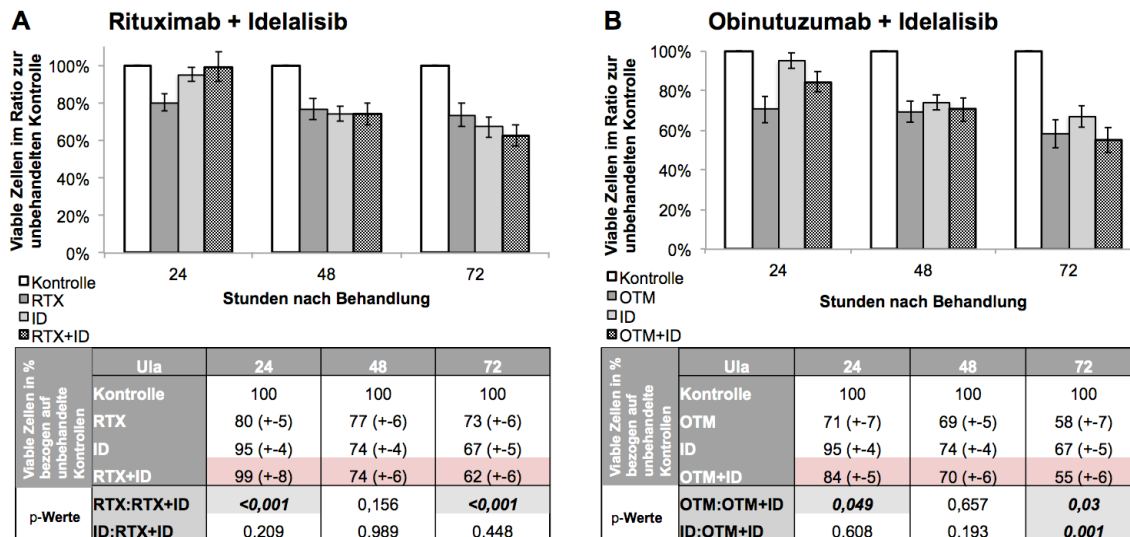 A Rituximab + Idelalisib
Viable Zellen im Ratio zur
unbehandelten Kontrolle
100%
80%
60%
40%
20%
0%
24 48 72
Stunden nach Behandlung
Kontrolle
RTX
ID
RTX+ID
Viable Zellen in %
bezogen auf
unbehandelte
Kontrollen
Ula 24 48 72
Kontrolle 100 100 100
RTX 80 (+-5) 77 (+-6) 73 (+-6)
ID 95 (+-4) 74 (+-4) 67 (+-5)
RTX+ID 99 (+-8) 74 (+-6) 62 (+-6)
p-Werte
RTX:RTX+ID <0,001 0,156 <0,001
ID:RTX+ID 0,209 0,989 0,448
B Obinutuzumab + Idelalisib
Viable Zellen im Ratio zur
unbehandelten Kontrolle
100%
80%
60%
40%
20%
0%
24 48 72
Stunden nach Behandlung
Kontrolle
OTM
ID
OTM+ID
Viable Zellen in %
bezogen auf
unbehandelte
Kontrollen
Ula 24 48 72
Kontrolle 100 100 100
OTM 71 (+-7) 69 (+-5) 58 (+-7)
ID 95 (+-4) 74 (+-4) 67 (+-5)
OTM+ID 84 (+-5) 70 (+-6) 55 (+-6)
p-Werte
OTM:OTM+ID 0,049 0,657 0,03
ID:OTM+ID 0,608 0,193 0,001